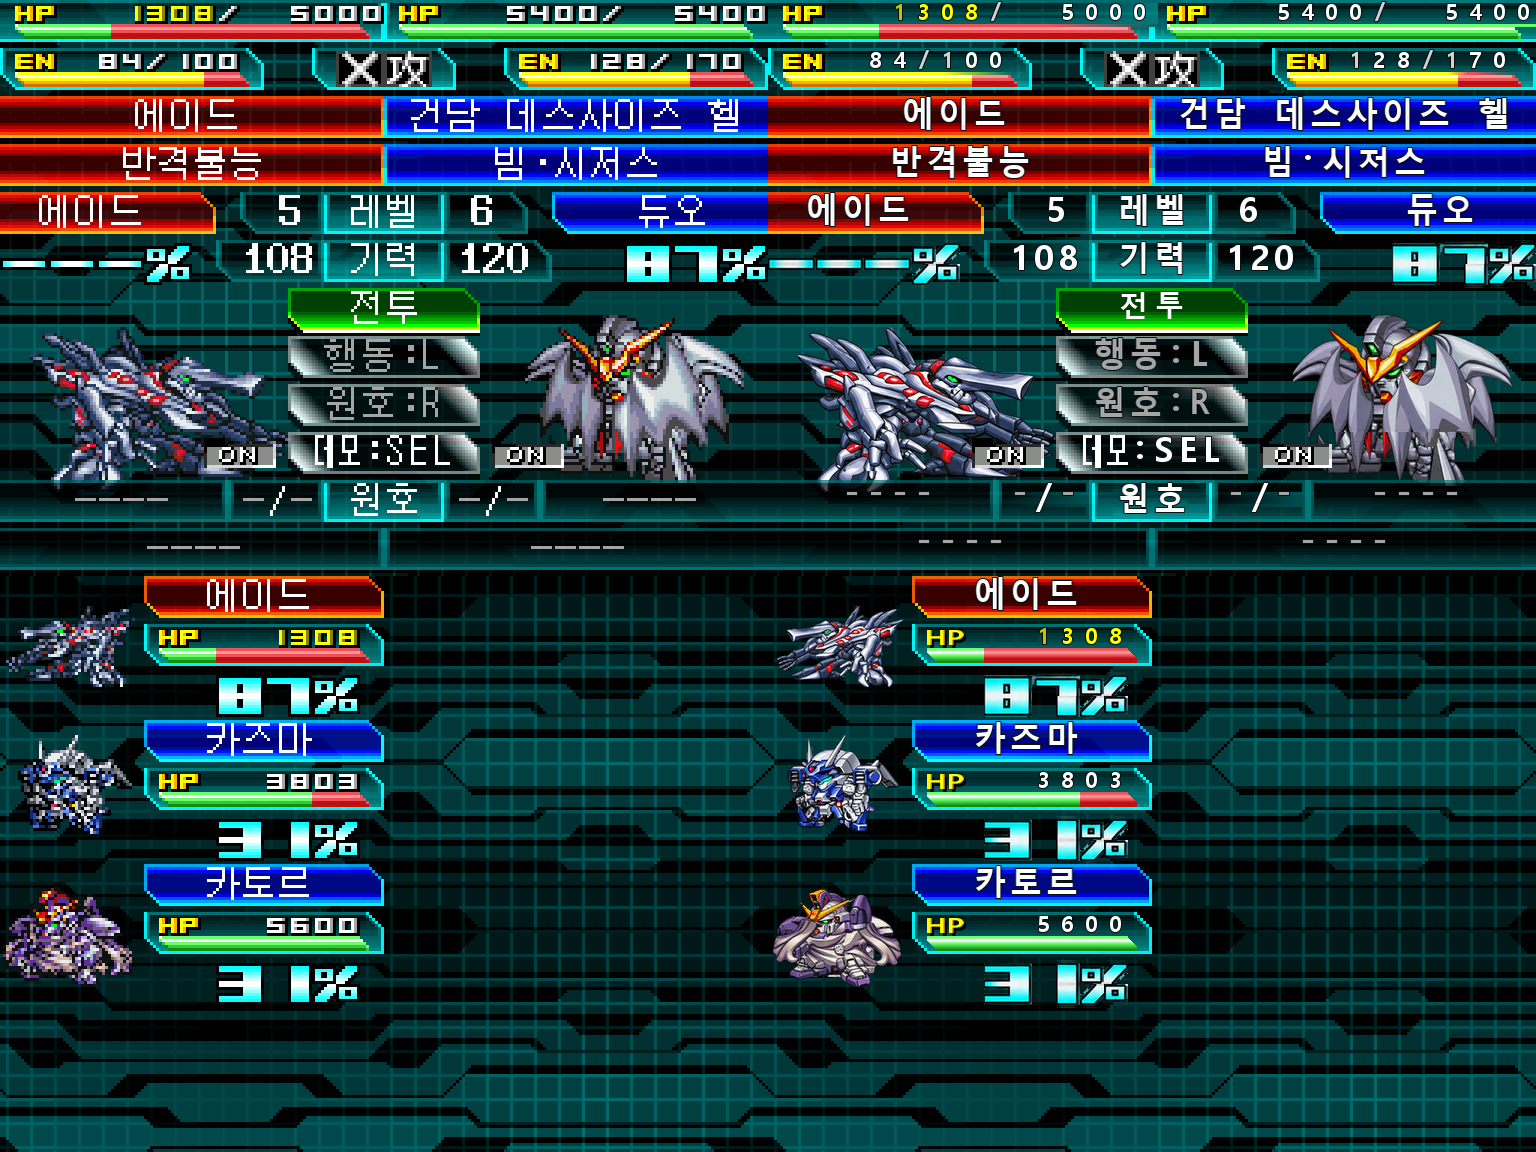 HP 1308/ 5000 HP 5400/ 5400 HP 1308/ 5000 HP 5400/ 5400
EN 84/100 ×攻 EN 128/170 EN 84/100 ×攻 EN 128/170
에이드 건담 데스사이즈 헬 에이드 건담 데스사이즈 헬
반격불능 빔·시저스 반격불능 빔·시저스
에이드 5 레벨 6 듀오 에이드 5 레벨 6 듀오
---% 108 기력 120 87% ---% 108 기력 120 87%
전투 전투
행동:L 행동:L
원호:R 원호:R
ON 데모:SEL ON ON 데모:SEL ON
---- -/- 원호 -/- ---- ---- -/- 원호 -/- ----
---- ---- ---- ----
에이드 에이드
HP 1308 HP 1308
87% 87%
카즈마 카즈마
HP 3803 HP 3803
31% 31%
카토르 카토르
HP 5600 HP 5600
31% 31%